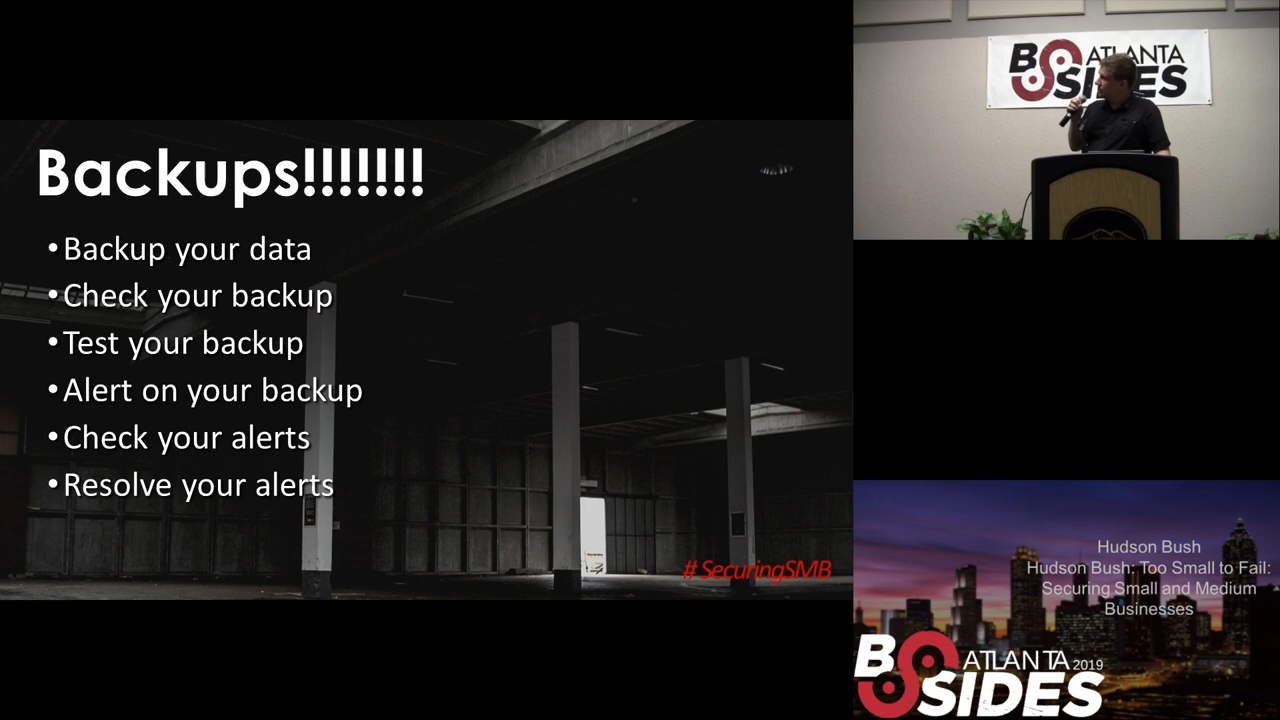 Backups!!!!!!!
•Backup your data
•Check your backup
•Test your backup
•Alert on your backup
•Check your alerts
•Resolve your alerts
#SecuringSMB
BSIDES ATLANTA
Hudson Bush
Hudson Bush: Too Small to Fail:
Securing Small and Medium
Businesses
BSIDES ATLANTA 2019